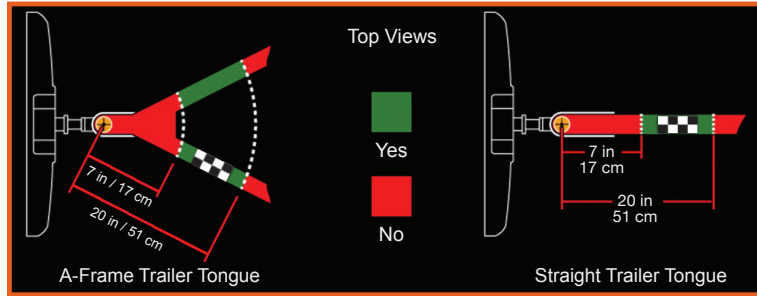 Top Views
Yes
No
7 in / 17 cm
20 in / 51 cm
A-Frame Trailer Tongue
7 in
17 cm
20 in
51 cm
Straight Trailer Tongue